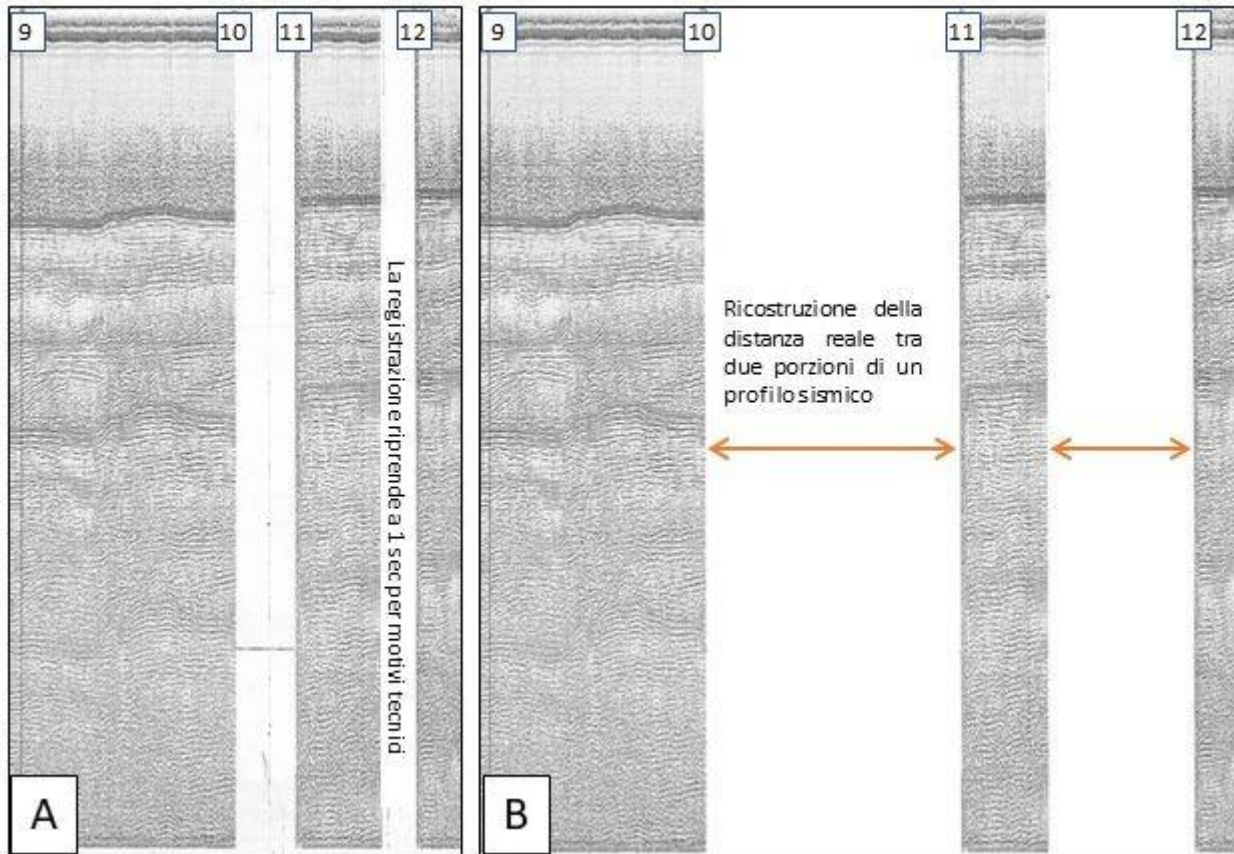 9
10
11
12
La registrazione riprende a 1 sec per motivi tecnici
A
9
10
11
12
Ricostruzione della
distanza reale tra
due porzioni di un
profilo sismico
B